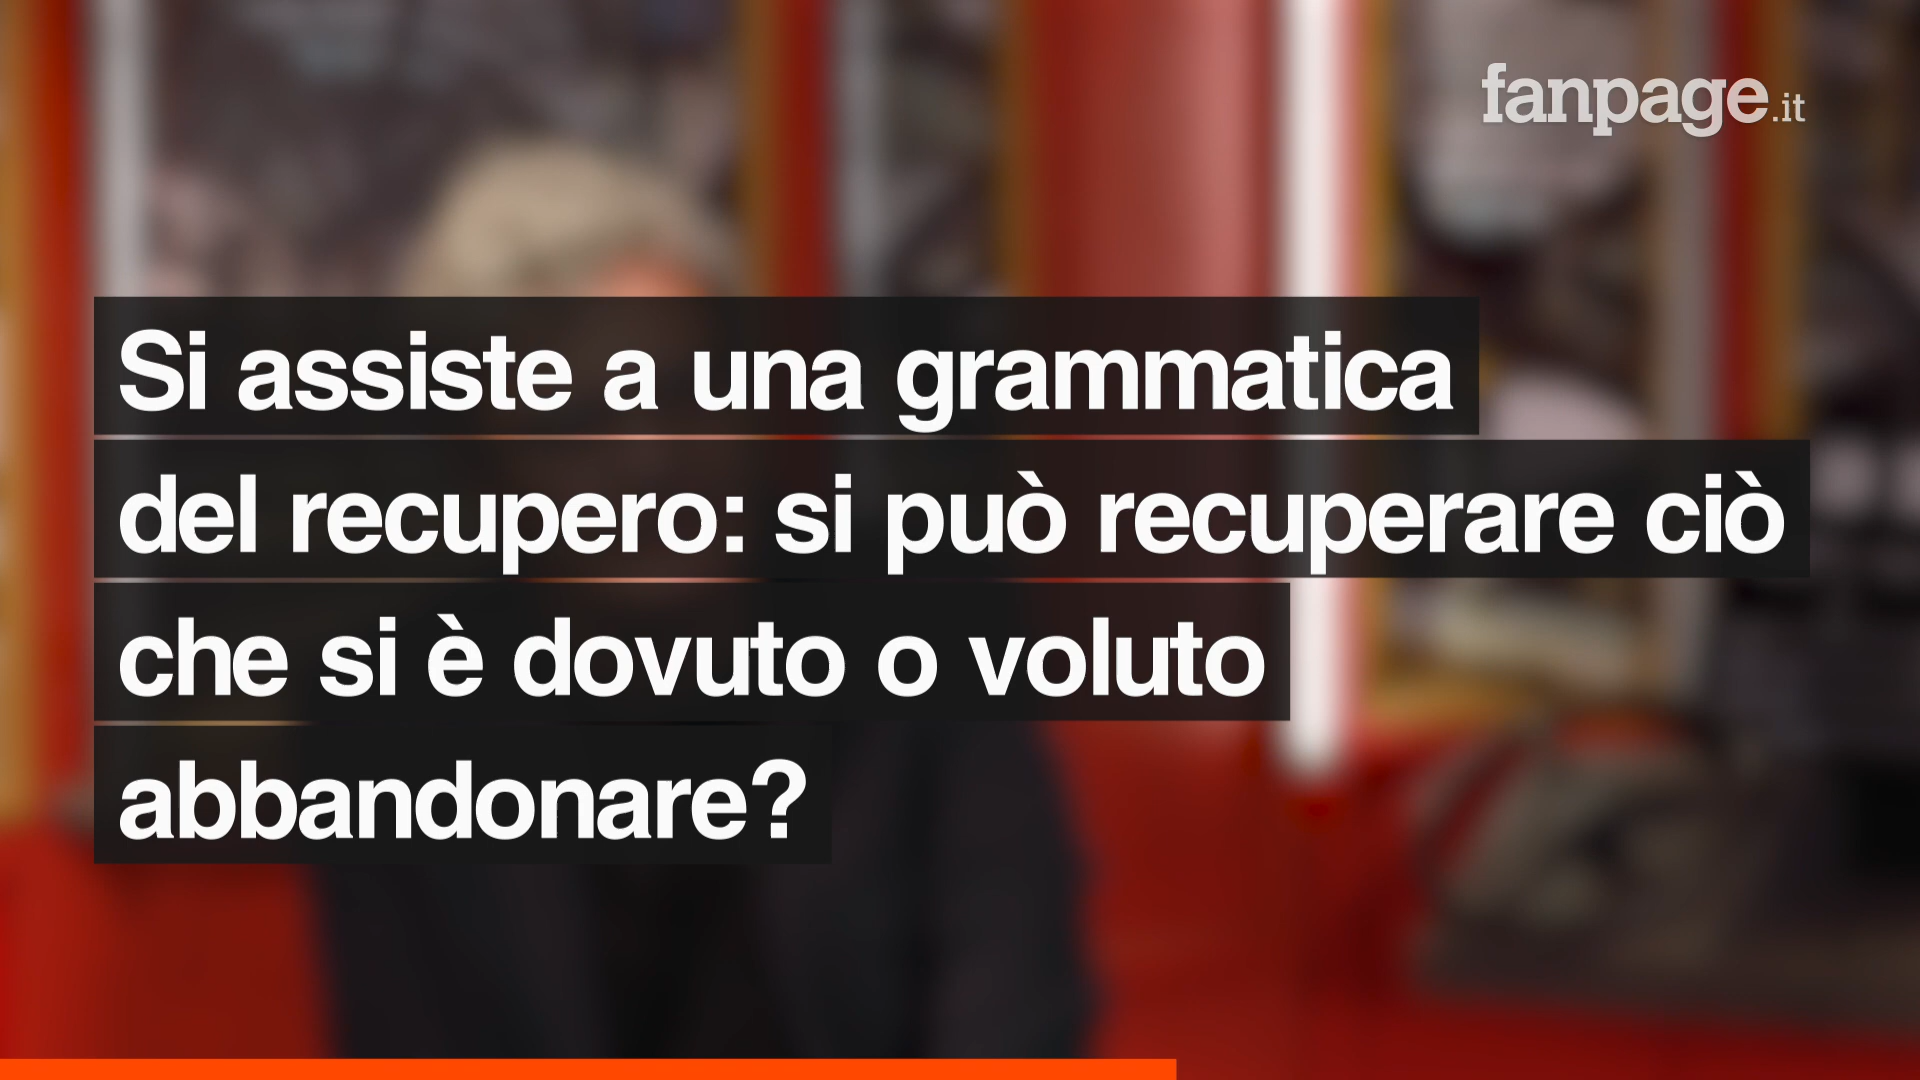 fanpage.it
Si assiste a una grammatica
del recupero: si può recuperare ciò
che si è dovuto o voluto
abbandonare?